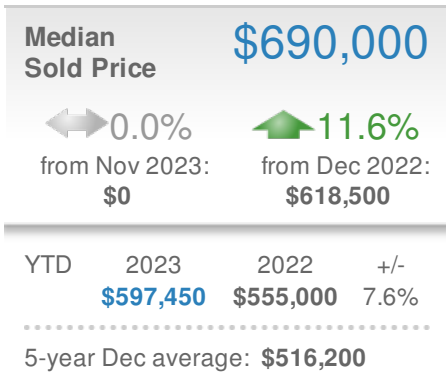 Median
Sold Price
$690,000
0.0%
11.6%
from Nov 2023:
from Dec 2022:
$0
$618,500
YTD 2023 2022 +/-
$597,450 $555,000 7.6%
5-year Dec average: $516,200